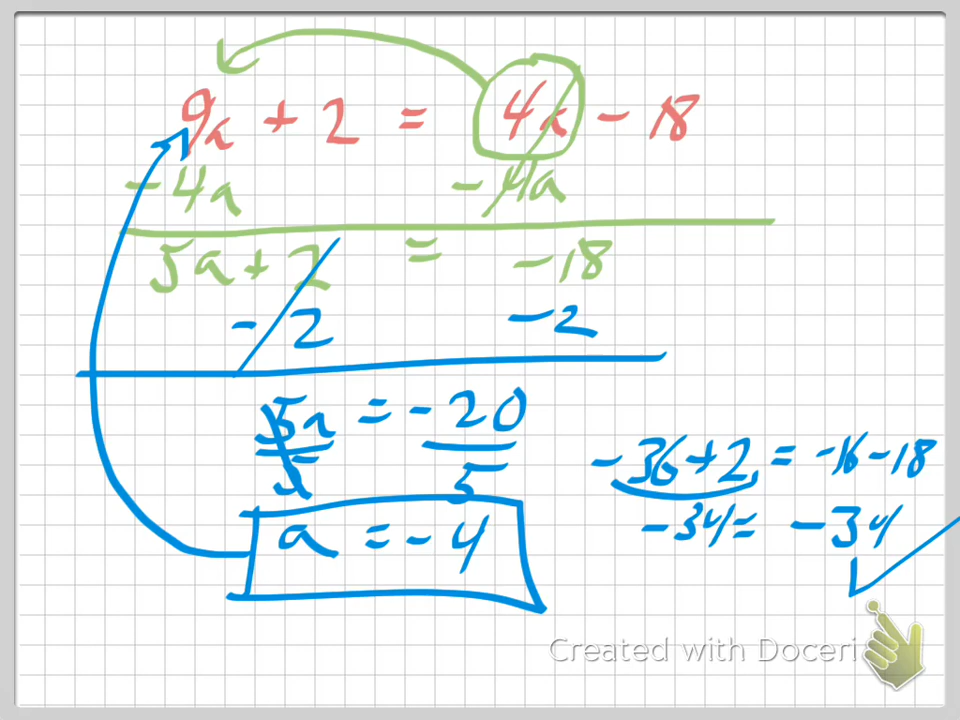 9a + 2 = 4a - 18
- 4a - 4a
5a + 2 = -18
- 2 - 2
5a = -20
5 5
a = -4
-36 + 2 = -16 - 18
-34 = -34
Created with Doceri